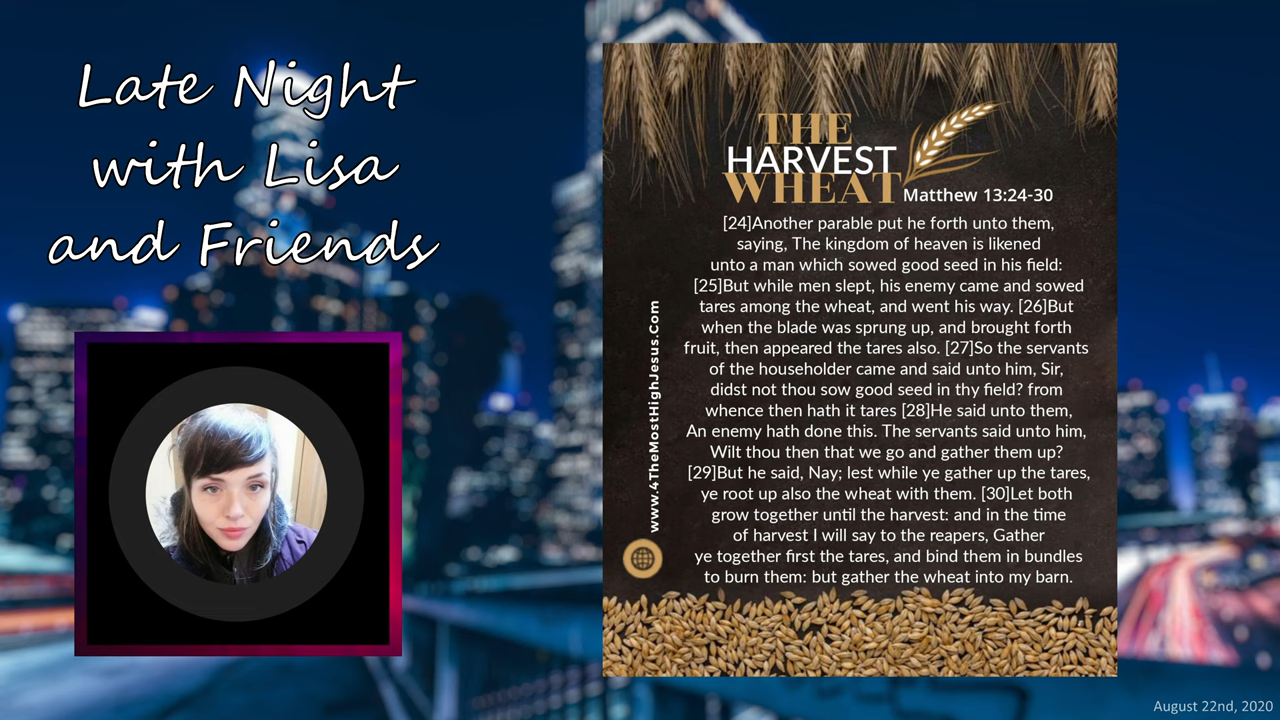 Late Night
with Lisa
and Friends
THE
HARVEST
WHEAT
Matthew 13:24-30
[24]Another parable put he forth unto them,
saying, The kingdom of heaven is likened
unto a man which sowed good seed in his field:
[25]But while men slept, his enemy came and sowed
tares among the wheat, and went his way. [26]But
when the blade was sprung up, and brought forth
fruit, then appeared the tares also. [27]So the servants
of the householder came and said unto him, Sir,
didst not thou sow good seed in thy field? from
whence then hath it tares [28]He said unto them,
An enemy hath done this. The servants said unto him,
Wilt thou then that we go and gather them up?
[29]But he said, Nay; lest while ye gather up the tares,
ye root up also the wheat with them. [30]Let both
grow together until the harvest: and in the time
of harvest I will say to the reapers, Gather
ye together first the tares, and bind them in bundles
to burn them: but gather the wheat into my barn.
www.4TheMostHighJesus.Com
August 22nd, 2020